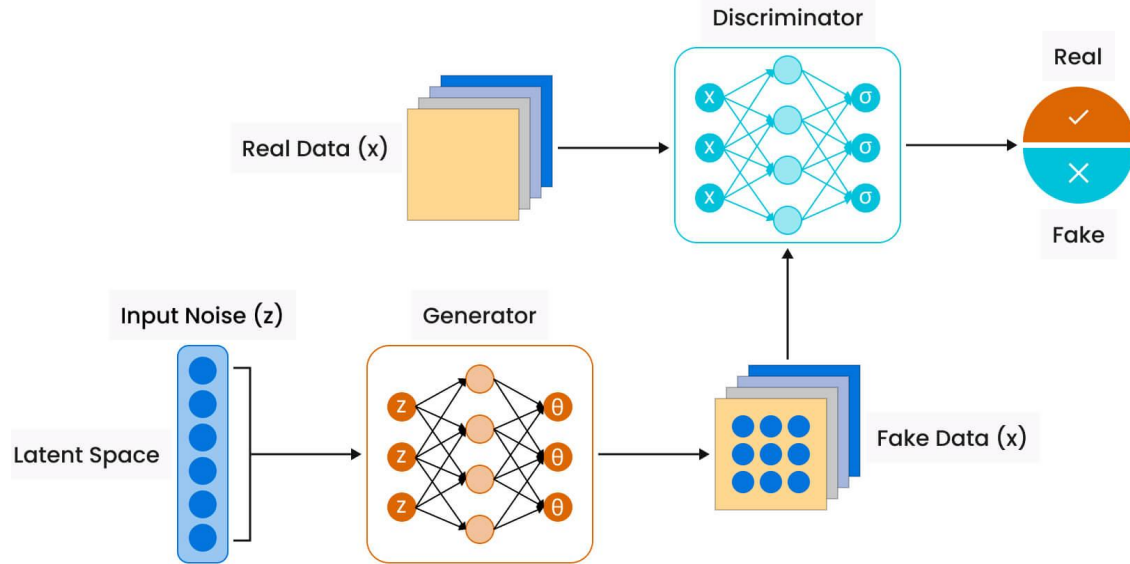 Discriminator
Real
Real Data (x)
x
x
x
σ
σ
σ
Fake
Input Noise (z)
Generator
Latent Space
z
z
z
θ
θ
θ
Fake Data (x)